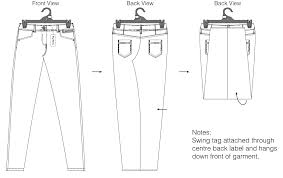 Front View
Back View
Back View
Notes:
Swing tag attached through
centre back label and hangs
down front of garment.